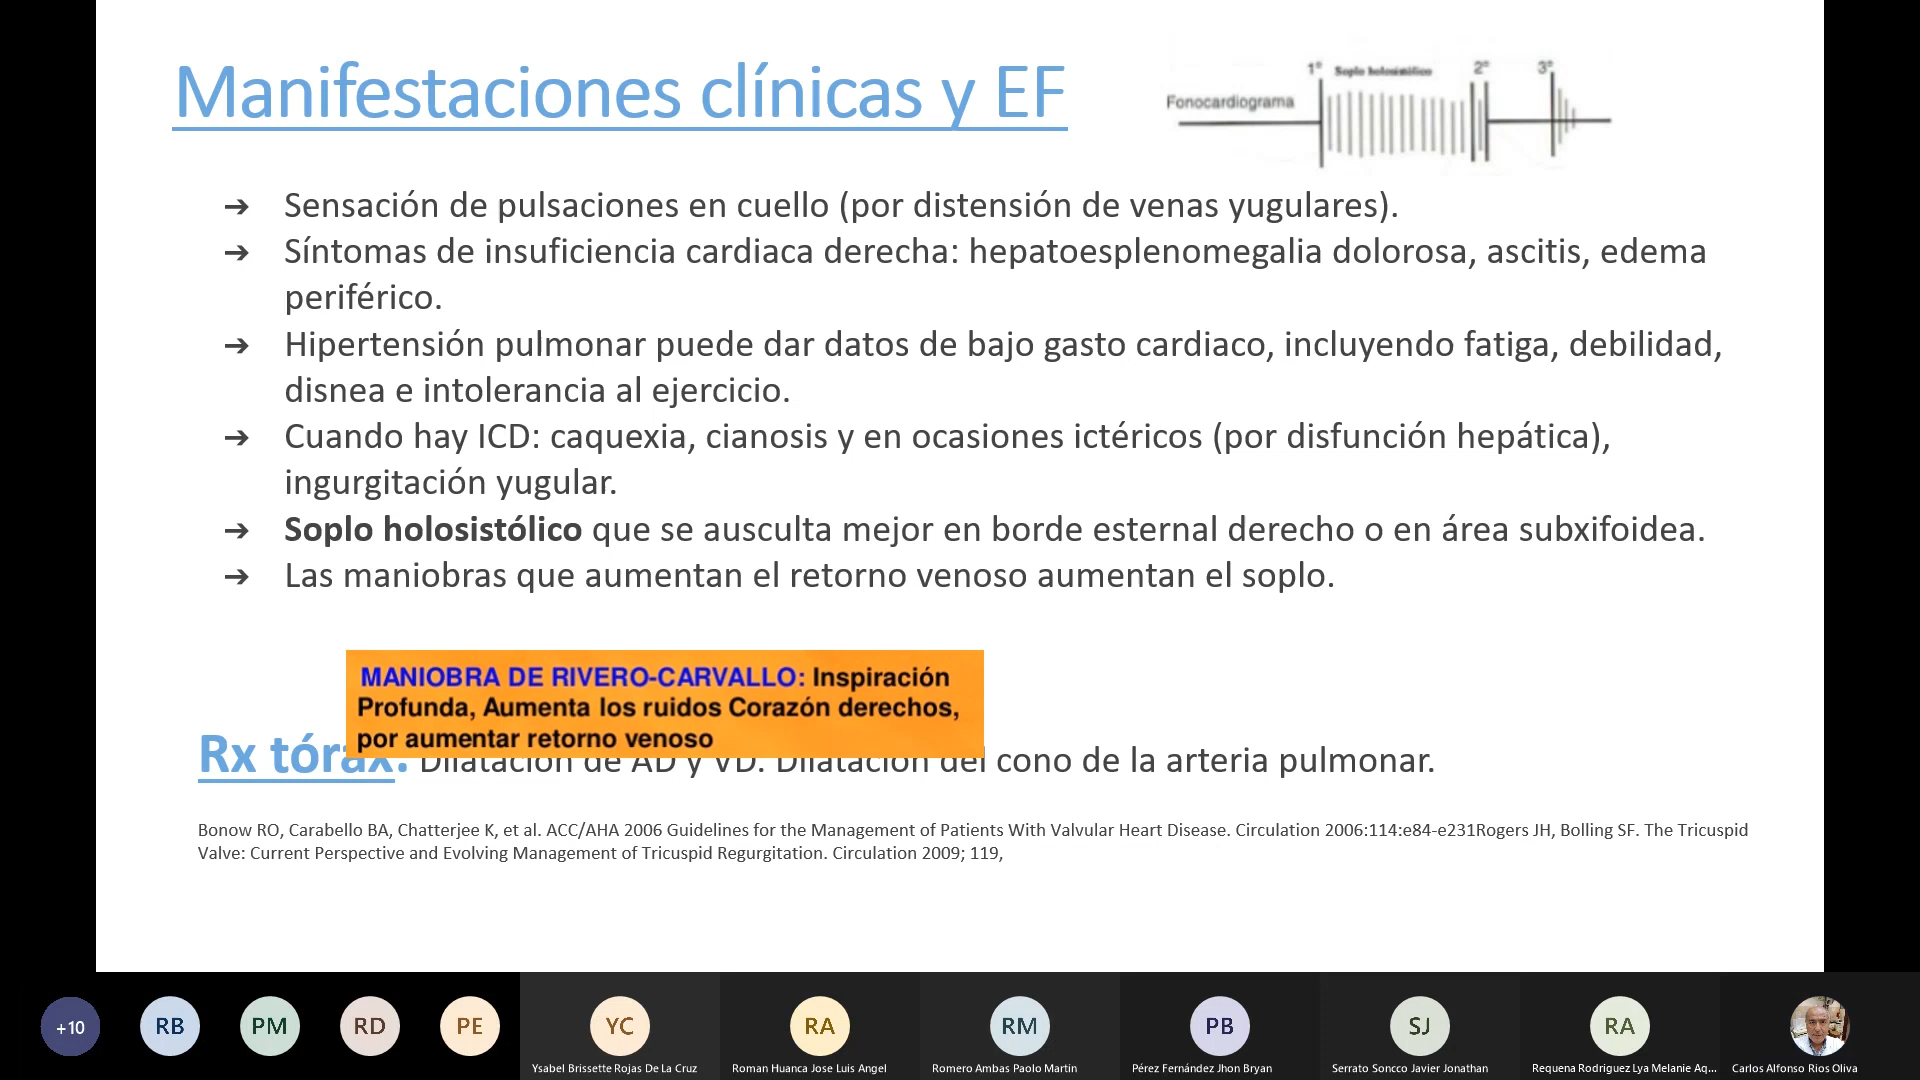 Manifestaciones clínicas y EF
1° Soplo holosistólico 2° 3°
Fonocardiograma
➔ Sensación de pulsaciones en cuello (por distensión de venas yugulares).
➔ Síntomas de insuficiencia cardiaca derecha: hepatoesplenomegalia dolorosa, ascitis, edema
periférico.
➔ Hipertensión pulmonar puede dar datos de bajo gasto cardiaco, incluyendo fatiga, debilidad,
disnea e intolerancia al ejercicio.
➔ Cuando hay ICD: caquexia, cianosis y en ocasiones ictéricos (por disfunción hepática),
ingurgitación yugular.
➔ Soplo holosistólico que se ausculta mejor en borde esternal derecho o en área subxifoidea.
➔ Las maniobras que aumentan el retorno venoso aumentan el soplo.
MANIOBRA DE RIVERO-CARVALLO: Inspiración
Profunda, Aumenta los ruidos Corazón derechos,
por aumentar retorno venoso
Rx tórax: Dilatación de AD y VD. Dilatación del cono de la arteria pulmonar.
Bonow RO, Carabello BA, Chatterjee K, et al. ACC/AHA 2006 Guidelines for the Management of Patients With Valvular Heart Disease. Circulation 2006:114:e84-e231Rogers JH, Bolling SF. The Tricuspid
Valve: Current Perspective and Evolving Management of Tricuspid Regurgitation. Circulation 2009; 119,
+10 RB PM RD PE YC RA RM PB SJ RA
Ysabel Brissette Rojas De La Cruz Roman Huanca Jose Luis Angel Romero Ambas Paolo Martin Pérez Fernández Jhon Bryan Serrato Soncco Javier Jonathan Requena Rodriguez Lya Melanie Aq... Carlos Alfonso Rios Oliva